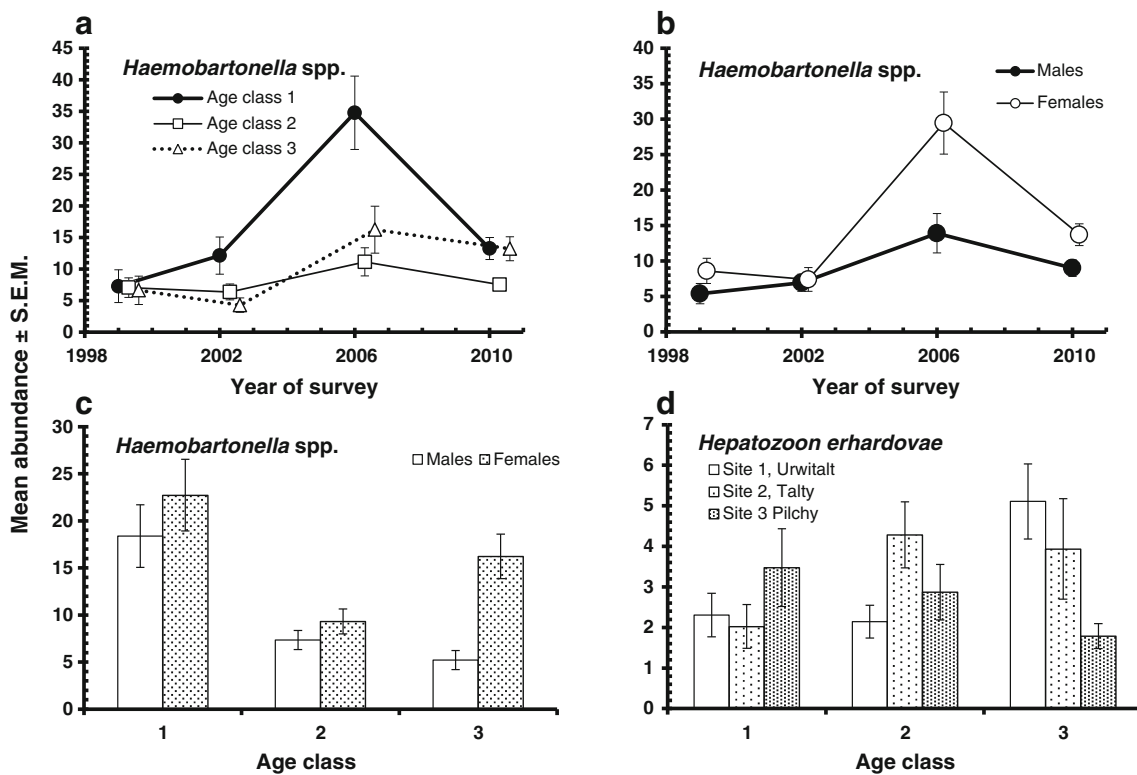 Mean abundance ± S.E.M.
a
Haemobartonella spp.
Age class 1
Age class 2
Age class 3
45
40
35
30
25
20
15
10
5
0
1998 2002 2006 2010
Year of survey
b
Haemobartonella spp.
Males
Females
40
35
30
25
20
15
10
5
0
1998 2002 2006 2010
Year of survey
c
Haemobartonella spp.
Males Females
30
25
20
15
10
5
0
1 2 3
Age class
d
Hepatozoon erhardovae
Site 1, Urwitalt
Site 2, Talty
Site 3 Pilchy
7
6
5
4
3
2
1
0
1 2 3
Age class